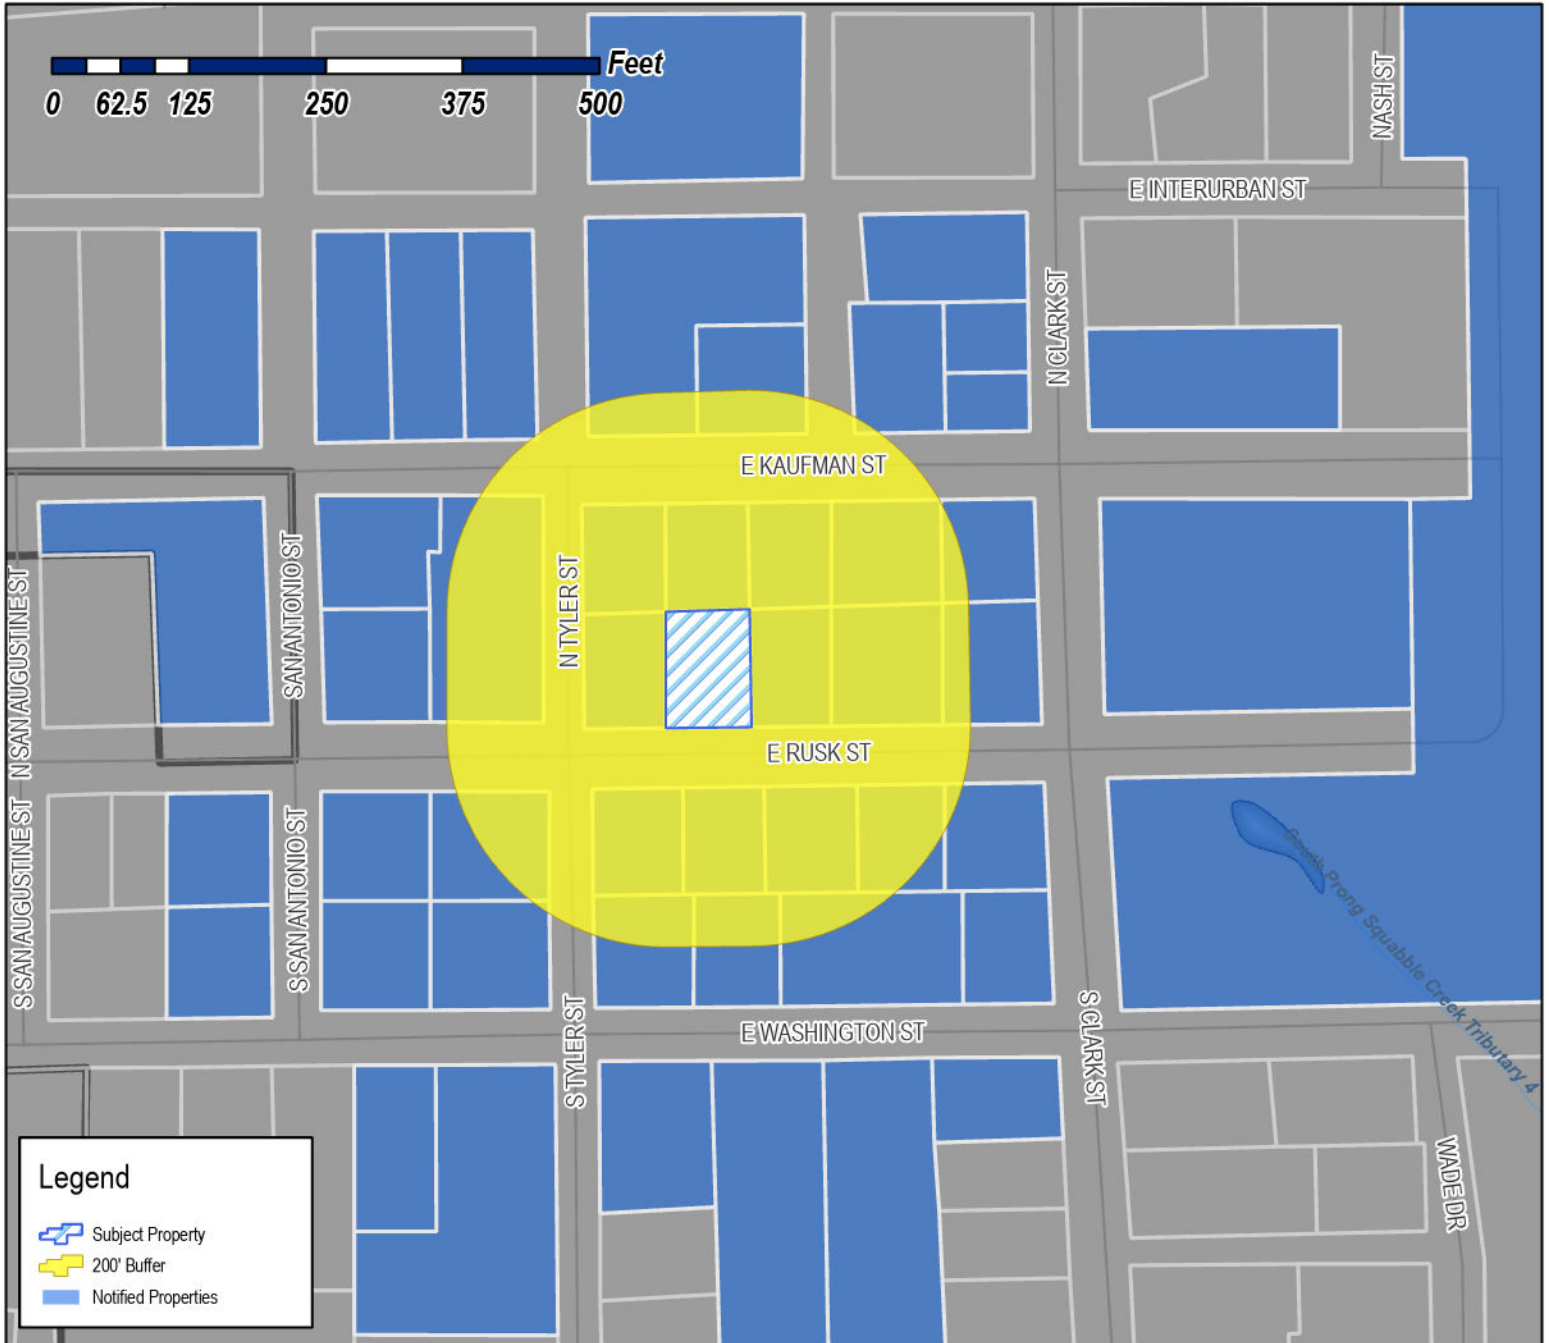 Feet
0 62.5 125 250 375 500
NASH ST
E INTERURBAN ST
N CLARK ST
E KAUFMAN ST
N SAN AUGUSTINE ST
SAN ANTONIO ST
N TYLER ST
E RUSK ST
S SAN AUGUSTINE ST
S SAN ANTONIO ST
South Prong Squabble Creek Tributary 4
S TYLER ST
E WASHINGTON ST
S CLARK ST
WADE DR
Legend
Subject Property
200' Buffer
Notified Properties